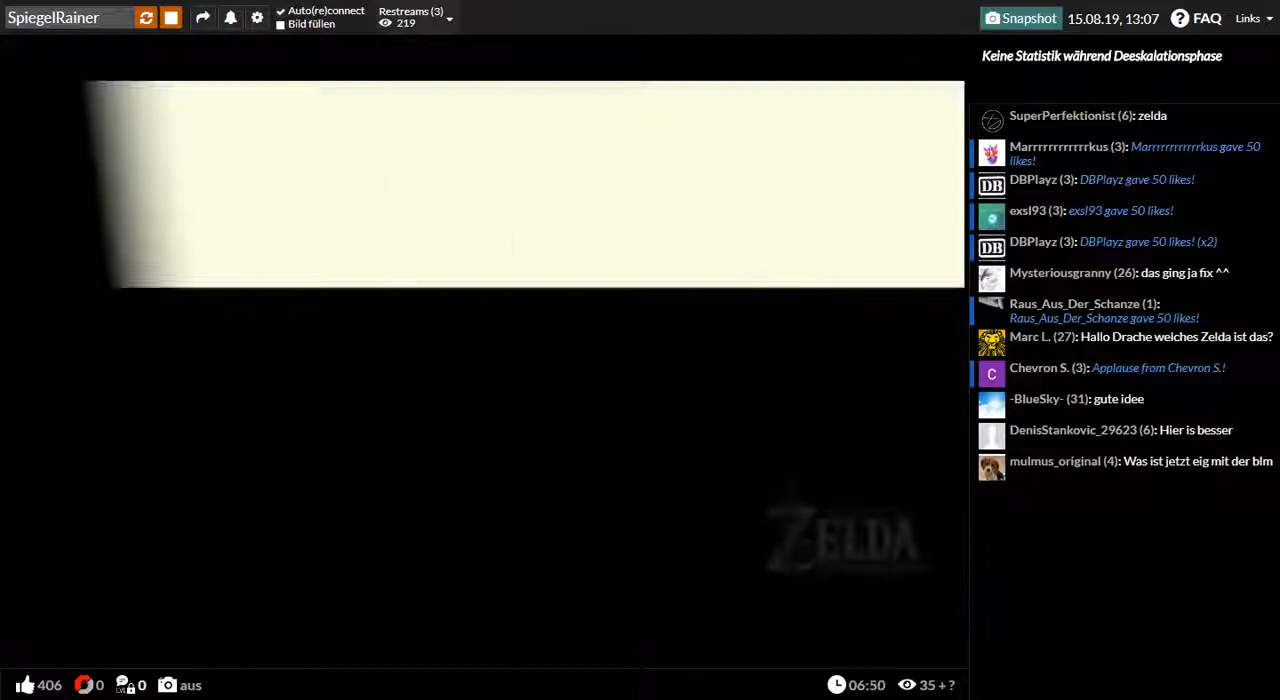 SpiegelRainer
Auto(re)connect
Bild füllen
Restreams (3)
219
Snapshot
15.08.19, 13:07
? FAQ
Links
Keine Statistik während Deeskalationsphase
SuperPerfektionist (6): zelda
Marrrrrrrrrrrkus (3): Marrrrrrrrrrrkus gave 50
likes!
DBPlayz (3): DBPlayz gave 50 likes!
exsl93 (3): exsl93 gave 50 likes!
DBPlayz (3): DBPlayz gave 50 likes! (x2)
Mysteriousgranny (26): das ging ja fix ^^
Raus_Aus_Der_Schanze (1):
Raus_Aus_Der_Schanze gave 50 likes!
Marc L. (27): Hallo Drache welches Zelda ist das?
C
Chevron S. (3): Applause from Chevron S.!
-BlueSky- (31): gute idee
DenisStankovic_29623 (6): Hier is besser
mulmus_original (4): Was ist jetzt eig mit der blm
DB
DB
ZELDA
406
0
LVL
0
aus
06:50
35 + ?